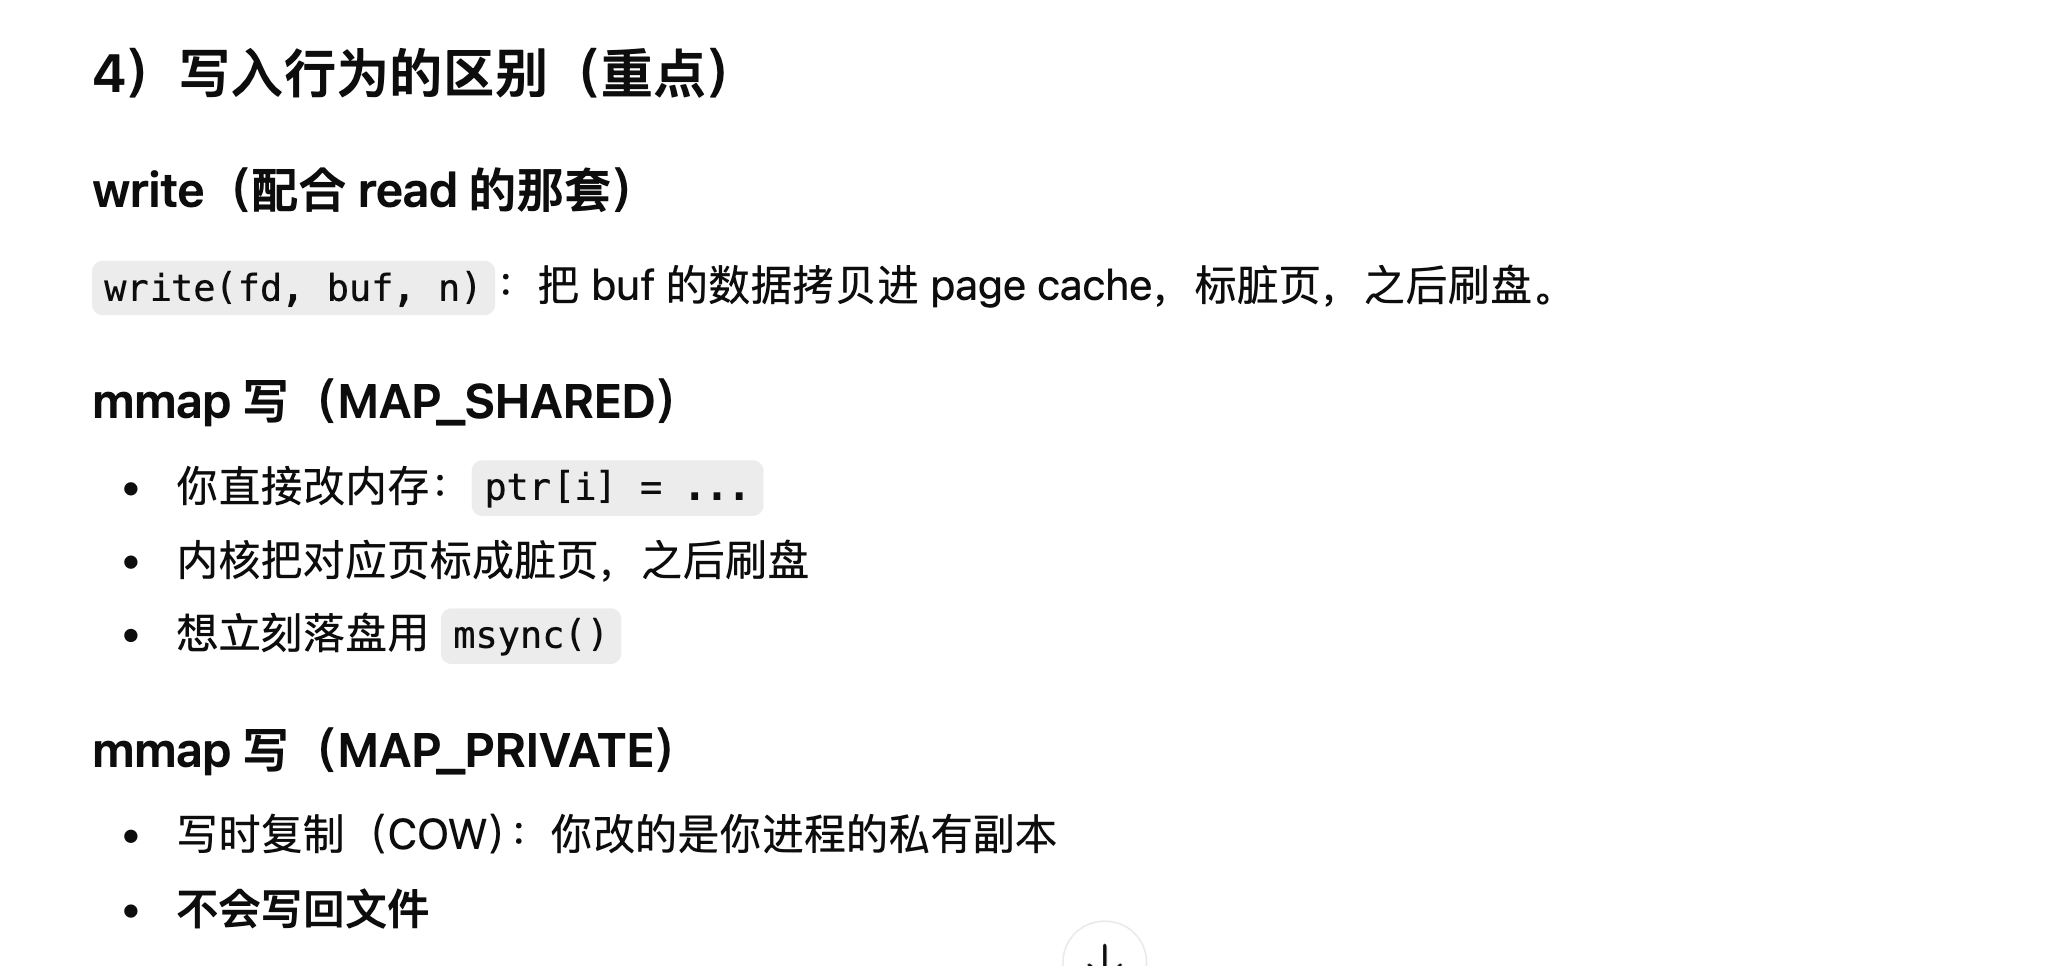 4）写入行为的区别（重点）
write（配合 read 的那套）
write(fd, buf, n)：把 buf 的数据拷贝进 page cache，标脏页，之后刷盘。
mmap 写（MAP_SHARED）
• 你直接改内存：ptr[i] = ...
• 内核把对应页标成脏页，之后刷盘
• 想立刻落盘用 msync()
mmap 写（MAP_PRIVATE）
• 写时复制（COW）：你改的是你进程的私有副本
• 不会写回文件